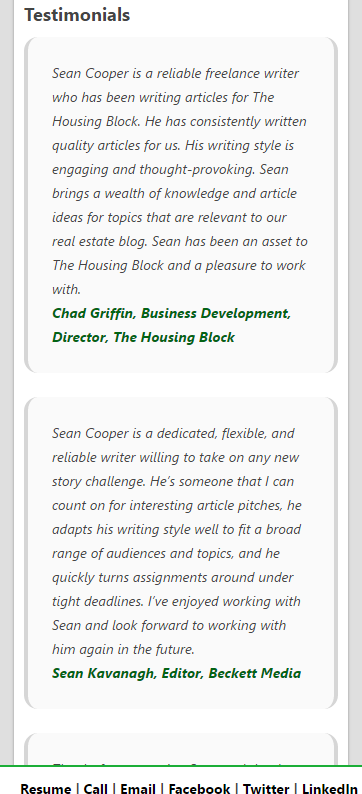 Testimonials
Sean Cooper is a reliable freelance writer
who has been writing articles for The
Housing Block. He has consistently written
quality articles for us. His writing style is
engaging and thought-provoking. Sean
brings a wealth of knowledge and article
ideas for topics that are relevant to our
real estate blog. Sean has been an asset to
The Housing Block and a pleasure to work
with.
Chad Griffin, Business Development,
Director, The Housing Block
Sean Cooper is a dedicated, flexible, and
reliable writer willing to take on any new
story challenge. He’s someone that I can
count on for interesting article pitches, he
adapts his writing style well to fit a broad
range of audiences and topics, and he
quickly turns assignments around under
tight deadlines. I’ve enjoyed working with
Sean and look forward to working with
him again in the future.
Sean Kavanagh, Editor, Beckett Media
Resume | Call | Email | Facebook | Twitter | LinkedIn